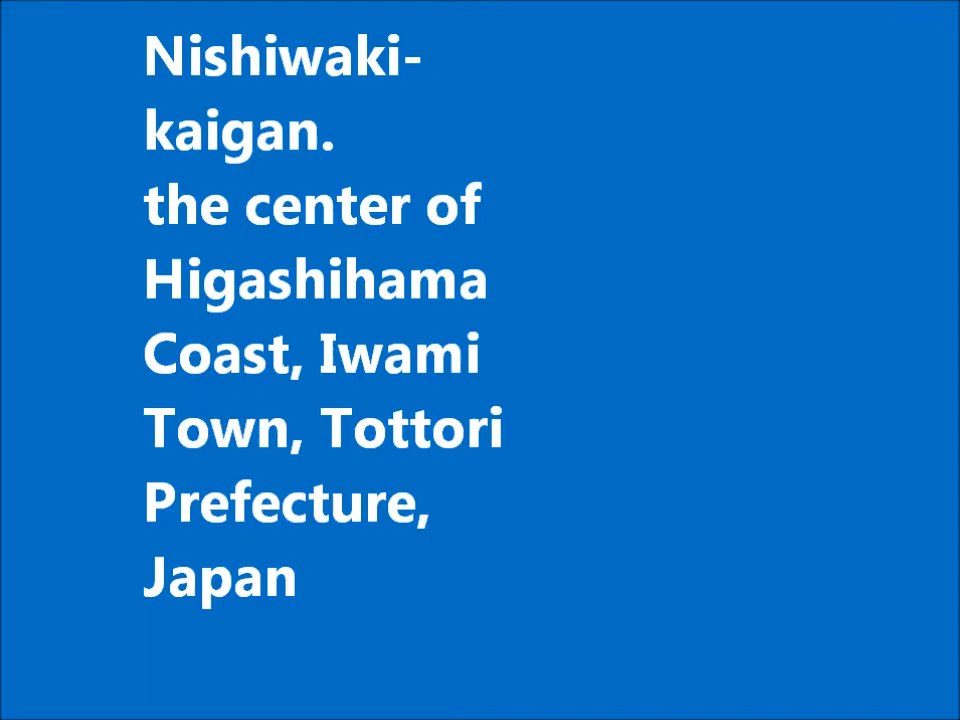 Nishiwaki-
kaigan.
the center of
Higashihama
Coast, Iwami
Town, Tottori
Prefecture,
Japan